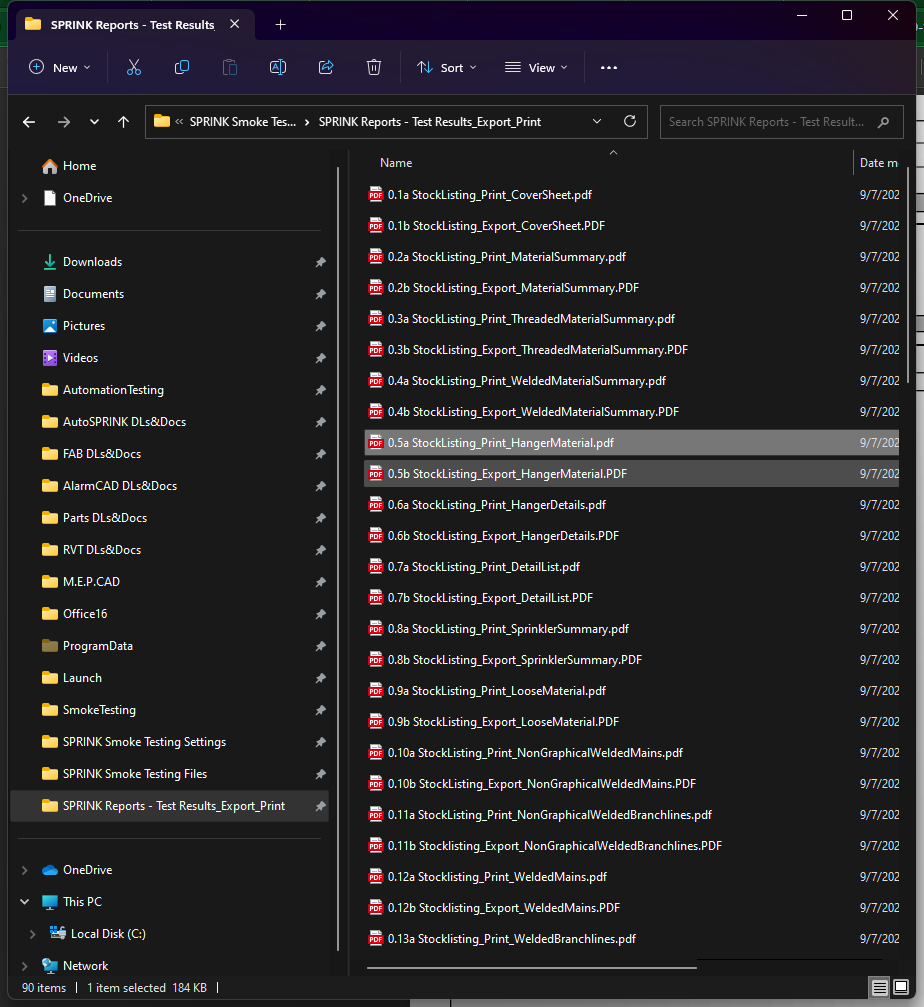 SPRINK Reports - Test Results_
New
Sort
View
SPRINK Smoke Tes...
SPRINK Reports - Test Results_Export_Print
Search SPRINK Reports - Test Result...
Home
OneDrive
Downloads
Documents
Pictures
Videos
AutomationTesting
AutoSPRINK DLs&Docs
FAB DLs&Docs
AlarmCAD DLs&Docs
Parts DLs&Docs
RVT DLs&Docs
M.E.P.CAD
Office16
ProgramData
Launch
SmokeTesting
SPRINK Smoke Testing Settings
SPRINK Smoke Testing Files
SPRINK Reports - Test Results_Export_Print
OneDrive
This PC
Local Disk (C:)
Network
Name Date m
0.1a StockListing_Print_CoverSheet.pdf 9/7/202
0.1b StockListing_Export_CoverSheet.PDF 9/7/202
0.2a StockListing_Print_MaterialSummary.pdf 9/7/202
0.2b StockListing_Export_MaterialSummary.PDF 9/7/202
0.3a StockListing_Print_ThreadedMaterialSummary.pdf 9/7/202
0.3b StockListing_Export_ThreadedMaterialSummary.PDF 9/7/202
0.4a StockListing_Print_WeldedMaterialSummary.pdf 9/7/202
0.4b StockListing_Export_WeldedMaterialSummary.PDF 9/7/202
0.5a StockListing_Print_HangerMaterial.pdf 9/7/202
0.5b StockListing_Export_HangerMaterial.PDF 9/7/202
0.6a StockListing_Print_HangerDetails.pdf 9/7/202
0.6b StockListing_Export_HangerDetails.PDF 9/7/202
0.7a StockListing_Print_DetailList.pdf 9/7/202
0.7b StockListing_Export_DetailList.PDF 9/7/202
0.8a StockListing_Print_SprinklerSummary.pdf 9/7/202
0.8b StockListing_Export_SprinklerSummary.PDF 9/7/202
0.9a StockListing_Print_LooseMaterial.pdf 9/7/202
0.9b StockListing_Export_LooseMaterial.PDF 9/7/202
0.10a StockListing_Print_NonGraphicalWeldedMains.pdf 9/7/202
0.10b StockListing_Export_NonGraphicalWeldedMains.PDF 9/7/202
0.11a StockListing_Print_NonGraphicalWeldedBranchlines.pdf 9/7/202
0.11b Stocklisting_Export_NonGraphicalWeldedBranchlines.PDF 9/7/202
0.12a Stocklisting_Print_WeldedMains.pdf 9/7/202
0.12b Stocklisting_Export_WeldedMains.PDF 9/7/202
0.13a Stocklisting_Print_WeldedBranchlines.pdf 9/7/202
90 items 1 item selected 184 KB